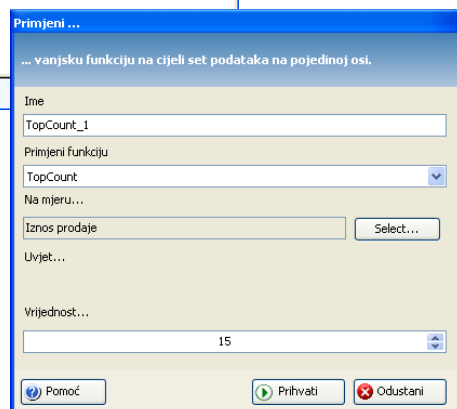 Primjeni ...
... vanjsku funkciju na cijeli set podataka na pojedinoj osi.
Ime
TopCount_1
Primjeni funkciju
TopCount
Na mjeru...
Iznos prodaje
Select...
Uvjet...
Vrijednost...
15
Pomoć
Prihvati
Odustani